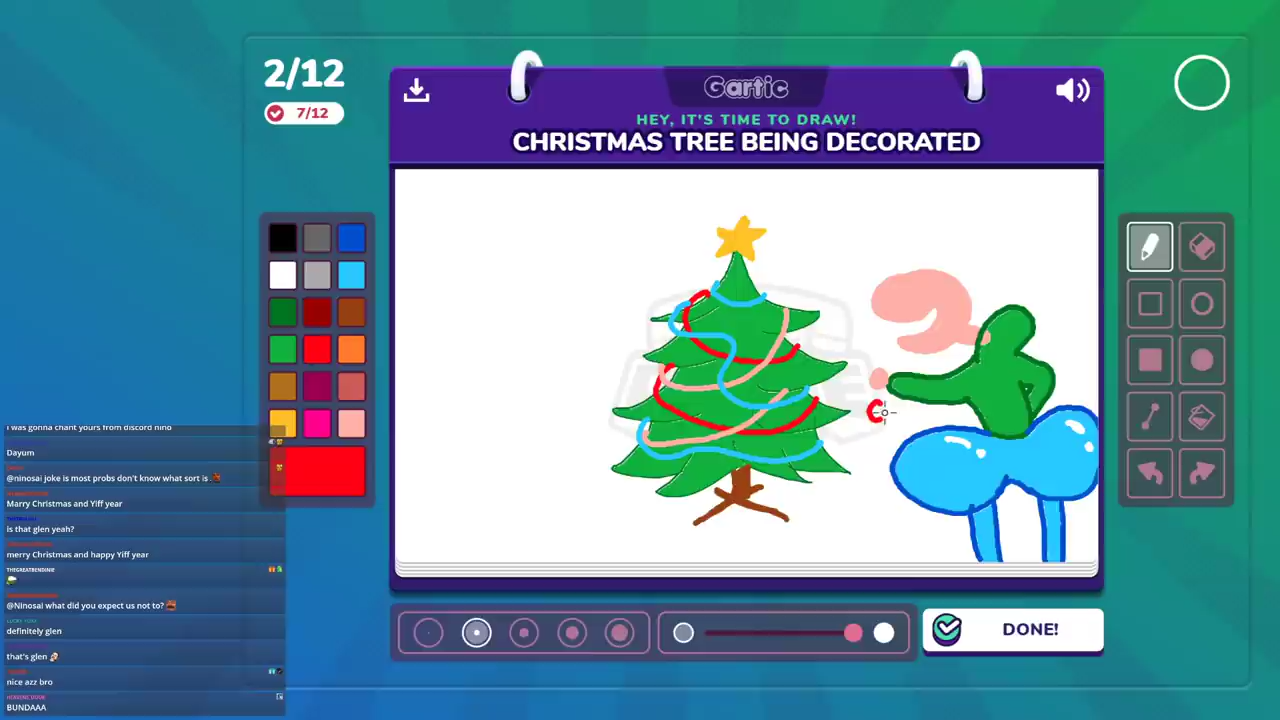 2/12
7/12
Gartic
HEY, IT'S TIME TO DRAW!
CHRISTMAS TREE BEING DECORATED
I was gonna chant yours from discord nino
Dayum
@ninosai joke is most probs don't know what sort is
Marry Christmas and Yiff year
is that glen yeah?
merry Christmas and happy Yiff year
THEGREATBENDINIE
@Ninosai what did you expect us not to?
definitely glen
that's glen
nice azz bro
BUNDAAA
DONE!